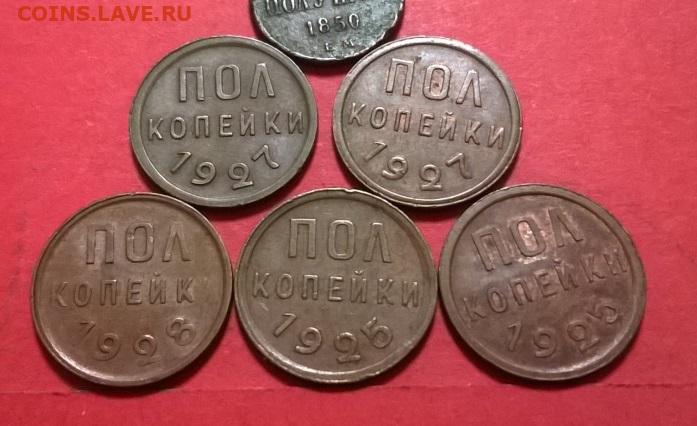 COINS.LAVE.RU
1850
Е.М.
ПОЛ
КОПЕЙКИ
1927
ПОЛ
КОПЕЙКИ
1927
ПОЛ
КОПЕЙК
1928
ПОЛ
КОПЕЙКИ
1925
ПОЛ
КОПЕЙКИ
1925